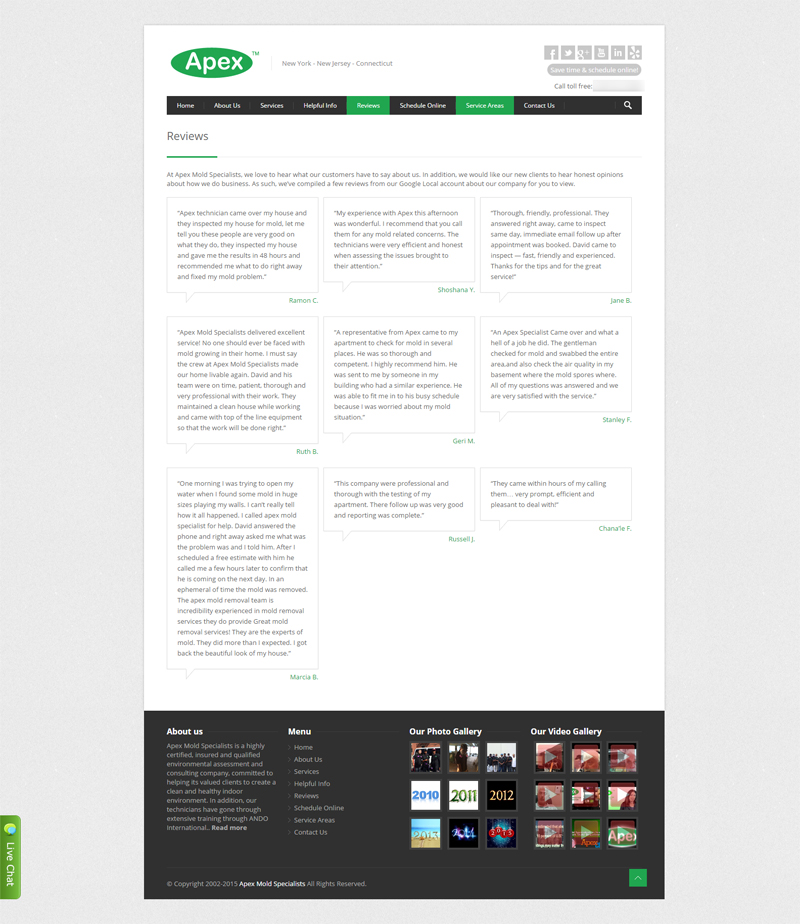 Apex
TM
New York - New Jersey - Connecticut
Save time & schedule online!
Call toll free:
Home
About Us
Services
Helpful Info
Reviews
Schedule Online
Service Areas
Contact Us
Reviews
At Apex Mold Specialists, we love to hear what our customers have to say about us. In addition, we would like our new clients to hear honest opinions
about how we do business. As such, we've compiled a few reviews from our Google Local account about our company for you to view.
"Apex technician came over my house and
they inspected my house for mold, let me
tell you these people are very good on
what they do, they inspected my house
and gave me the results in 48 hours and
recommended me what to do right away
and fixed my mold problem."
Ramon C.
"My experience with Apex this afternoon
was wonderful. I recommend that you call
them for any mold related concerns. The
technicians were very efficient and honest
when assessing the issues brought to
their attention."
Shoshana Y.
"Thorough, friendly, professional. They
answered right away, came to inspect
same day, immediate email follow up after
appointment was booked. David came to
inspect — fast, friendly and experienced.
Thanks for the tips and for the great
service!"
Jane B.
"Apex Mold Specialists delivered excellent
service! No one should ever be faced with
mold growing in their home. I must say
the crew at Apex Mold Specialists made
our home livable again. David and his
team were on time, patient, thorough and
very professional with their work. They
maintained a clean house while working
and came with top of the line equipment
so that the work will be done right."
Ruth B.
"A representative from Apex came to my
apartment to check for mold in several
places. He was so thorough and
competent. I highly recommend him. He
was sent to me by someone in my
building who had a similar experience. He
was able to fit me in to his busy schedule
because I was worried about my mold
situation."
Geri M.
"An Apex Specialist Came over and what a
hell of a job he did. The gentleman
checked for mold and swabbed the entire
area.and also check the air quality in my
basement where the mold spores where.
All of my questions was answered and we
are very satisfied with the service."
Stanley F.
"One morning I was trying to open my
water when I found some mold in huge
sizes playing my walls. I can't really tell
how it all happened. I called apex mold
specialist for help. David answered the
phone and right away asked me what was
the problem was and I told him. After I
scheduled a free estimate with him he
called me a few hours later to confirm that
he is coming on the next day. In an
ephemeral of time the mold was removed.
The apex mold removal team is
incredibility experienced in mold removal
services they do provide Great mold
removal services! They are the experts of
mold. They did more than I expected. I got
back the beautiful look of my house."
Marcia B.
"This company were professional and
thorough with the testing of my
apartment. There follow up was very good
and reporting was complete."
Russell J.
"They came within hours of my calling
them… very prompt, efficient and
pleasant to deal with!"
Chana'le F.
About us
Apex Mold Specialists is a highly
certified, insured and qualified
environmental assessment and
consulting company, committed to
helping its valued clients to create a
clean and healthy indoor
environment. In addition, our
technicians have gone through
extensive training through ANDO
International.. Read more
Menu
Home
About Us
Services
Helpful Info
Reviews
Schedule Online
Service Areas
Contact Us
Our Photo Gallery
2010
2011
2012
2013
2015
Our Video Gallery
Apex
Apex
Live Chat
© Copyright 2002-2015 Apex Mold Specialists All Rights Reserved.